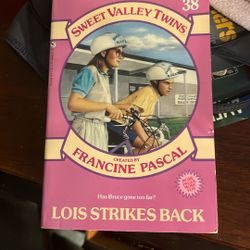 38
SWEET VALLEY TWINS
CREATED BY
FRANCINE PASCAL
Has Bruce gone too far?
LOIS STRIKES BACK